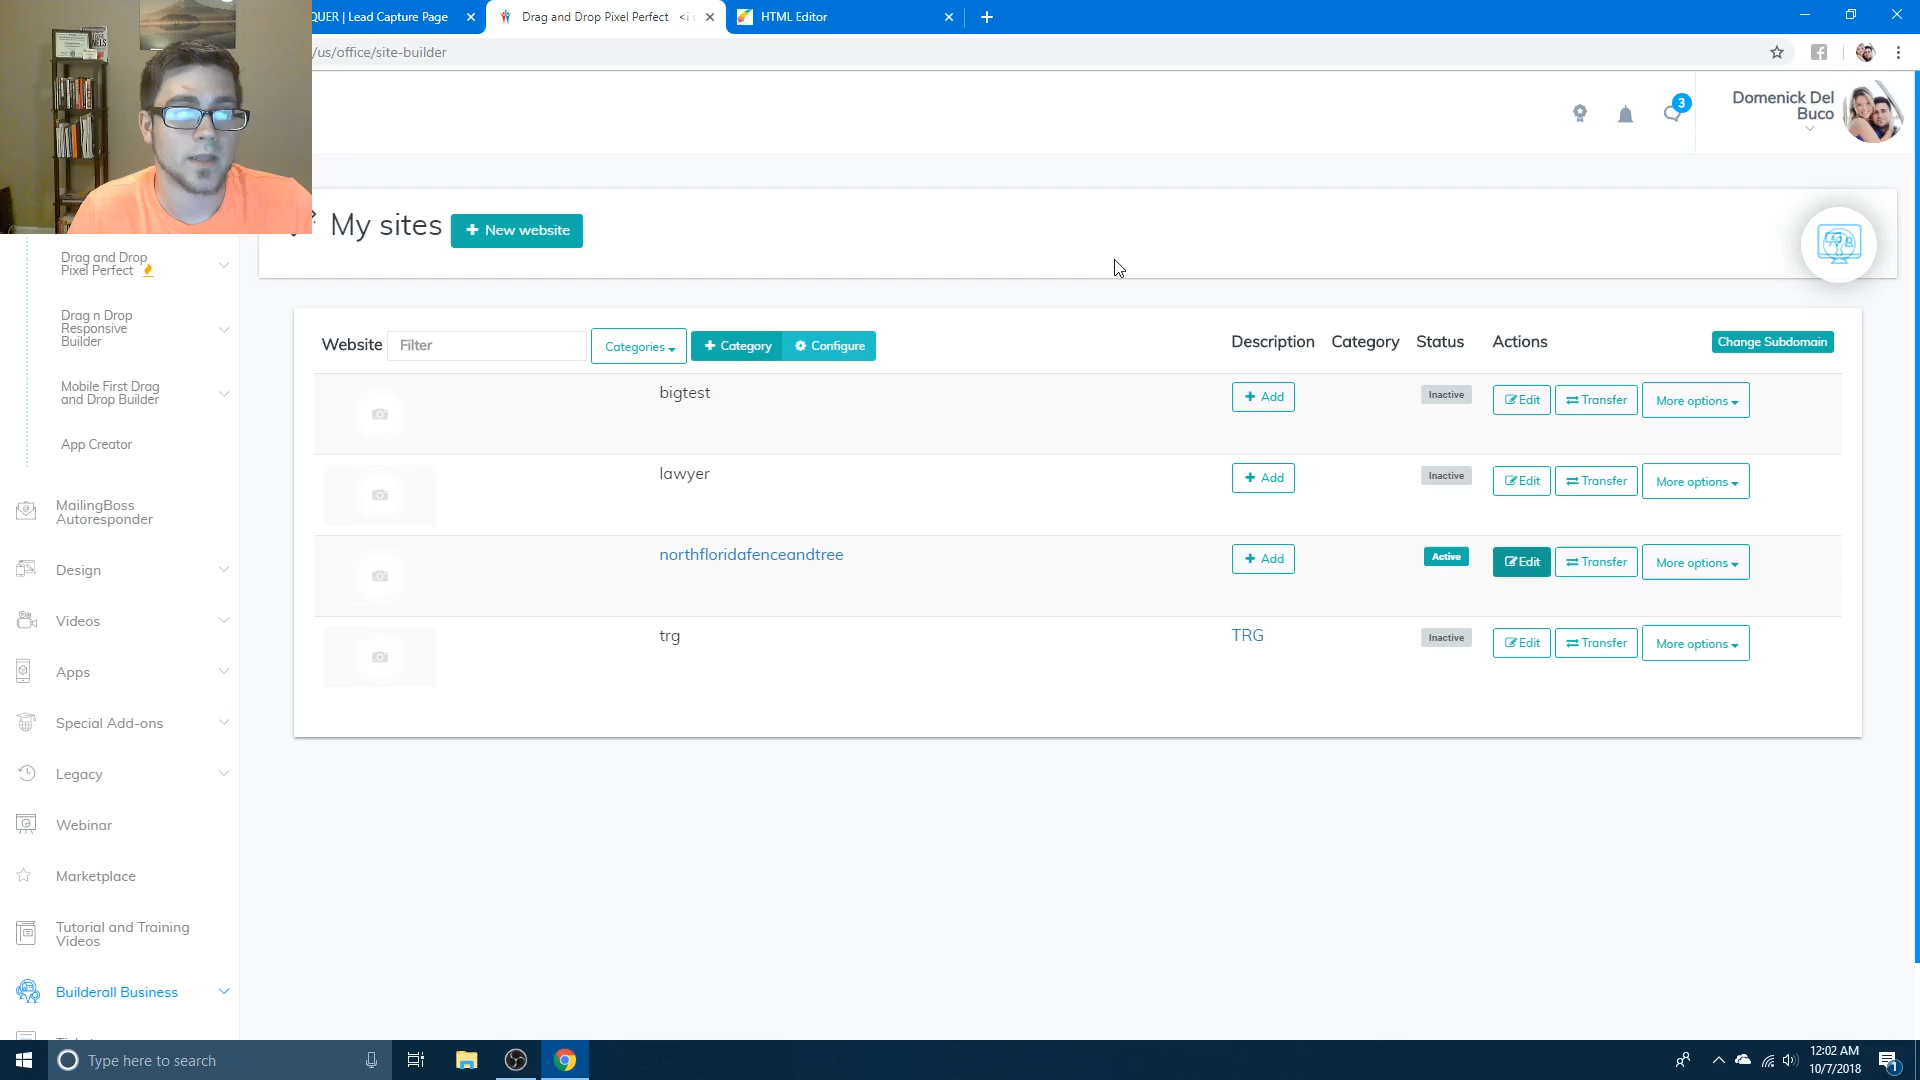 QUER | Lead Capture Page
Drag and Drop Pixel Perfect <i c
HTML Editor
/us/office/site-builder
3
Domenick Del
Buco
My sites
New website
Drag and Drop
Pixel Perfect
Drag n Drop
Responsive
Builder
Mobile First Drag
and Drop Builder
App Creator
MailingBoss
Autoresponder
Design
Videos
Apps
Special Add-ons
Legacy
Webinar
Marketplace
Tutorial and Training
Videos
Builderall Business
Website Filter Categories + Category Configure Description Category Status Actions Change Subdomain
bigtest + Add Inactive Edit Transfer More options
lawyer + Add Inactive Edit Transfer More options
northfloridafenceandtree + Add Active Edit Transfer More options
trg TRG Inactive Edit Transfer More options
Type here to search
12:02 AM
10/7/2018
1